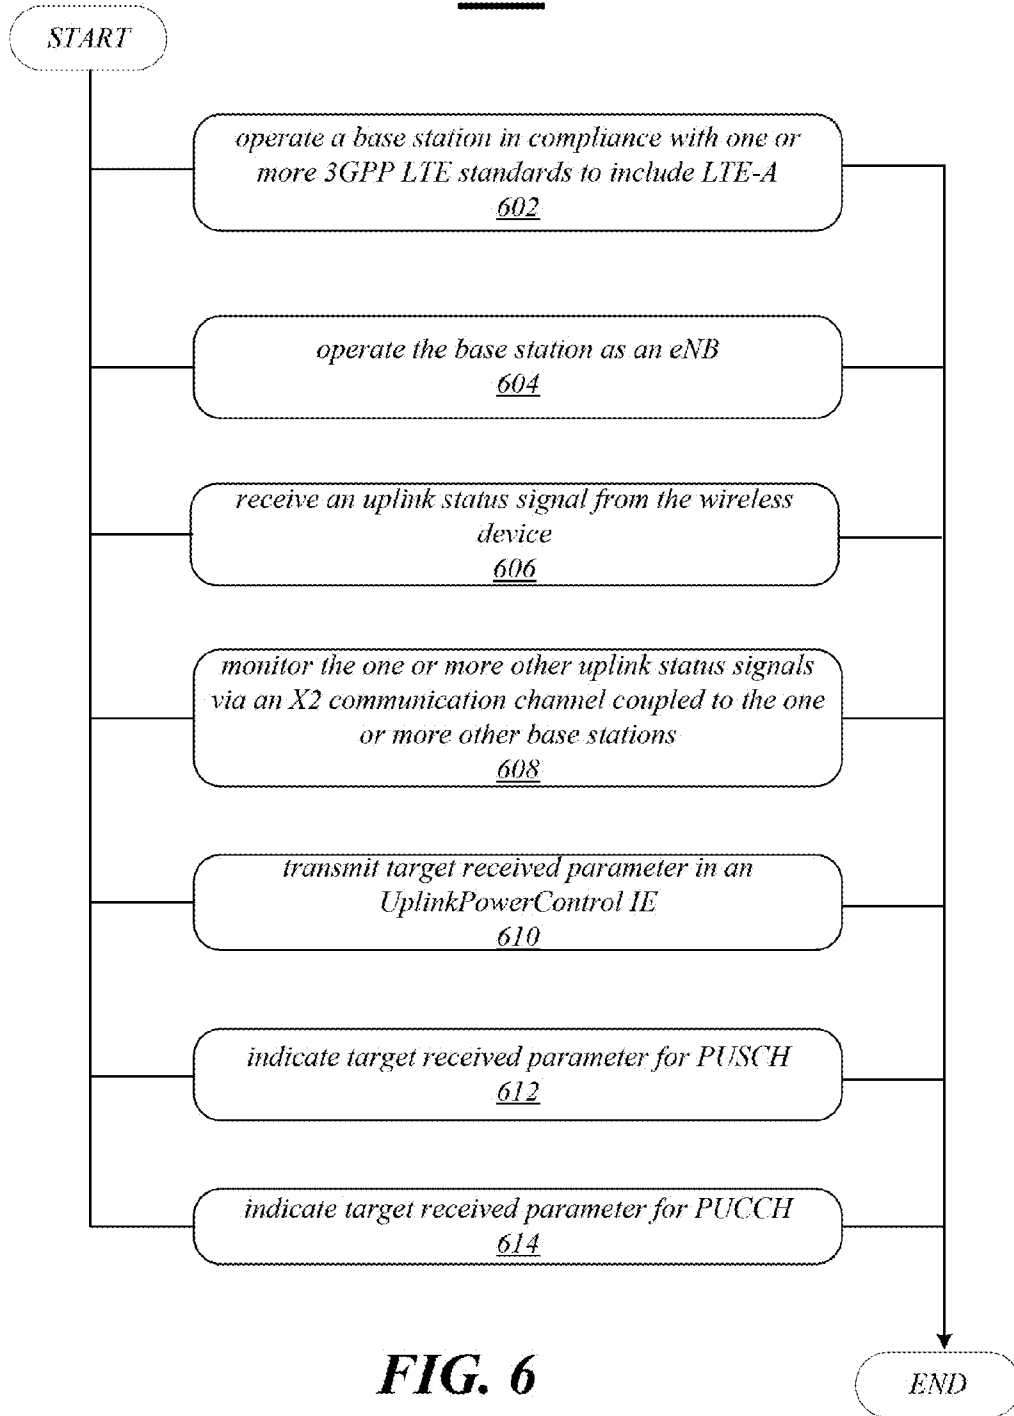 START
operate a base station in compliance with one or
more 3GPP LTE standards to include LTE-A
602
operate the base station as an eNB
604
receive an uplink status signal from the wireless
device
606
monitor the one or more other uplink status signals
via an X2 communication channel coupled to the one
or more other base stations
608
transmit target received parameter in an
UplinkPowerControl IE
610
indicate target received parameter for PUSCH
612
indicate target received parameter for PUCCH
614
FIG. 6
END